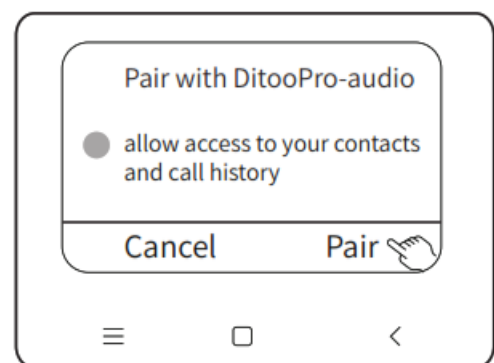 Pair with DitooPro-audio
allow access to your contacts
and call history
Cancel Pair